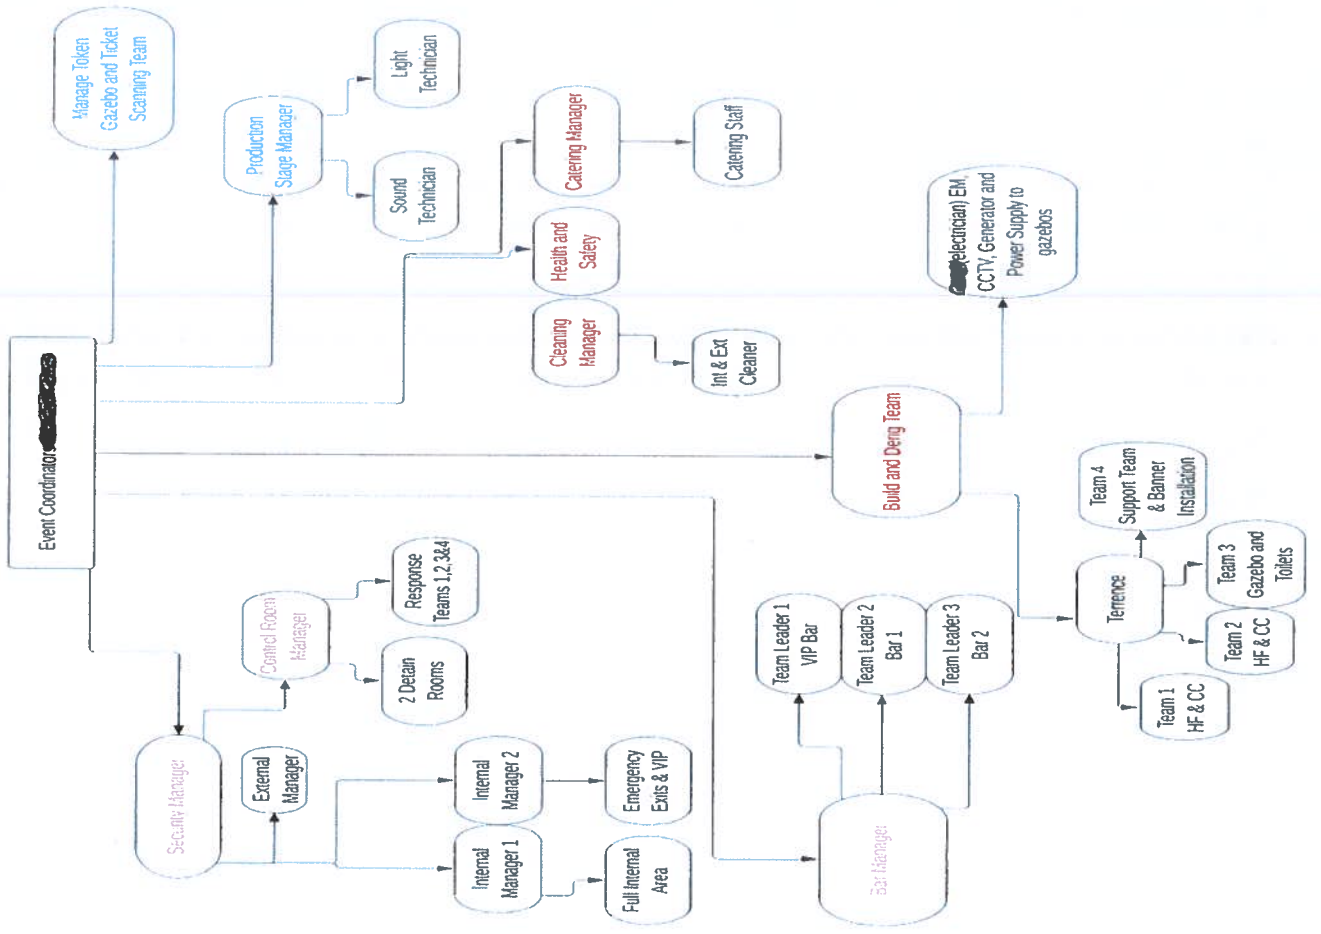 Event Coordinators
Security Manager
Control Room
Manager
2 Detain
Rooms
Response
Teams 1,2,3&4
External
Manager
Internal
Manager 1
Internal
Manager 2
Full Internal
Area
Emergency
Exits & VIP
Bar Manager
Team Leader 1
VIP Bar
Team Leader 2
Bar 1
Team Leader 3
Bar 2
Build and Derig Team
Terrence
Team 1
HF & CC
Team 2
HF & CC
Team 3
Gazebo and
Toilets
Team 4
Support Team
& Banner
Installation
(electrician) EM,
CCTV, Generator and
Power Supply to
gazebos
Cleaning
Manager
Int & Ext
Cleaner
Health and
Safety
Catering Manager
Catering Staff
Production
Stage Manager
Sound
Technician
Light
Technician
Manage Token
Gazebo and Ticket
Scanning Team